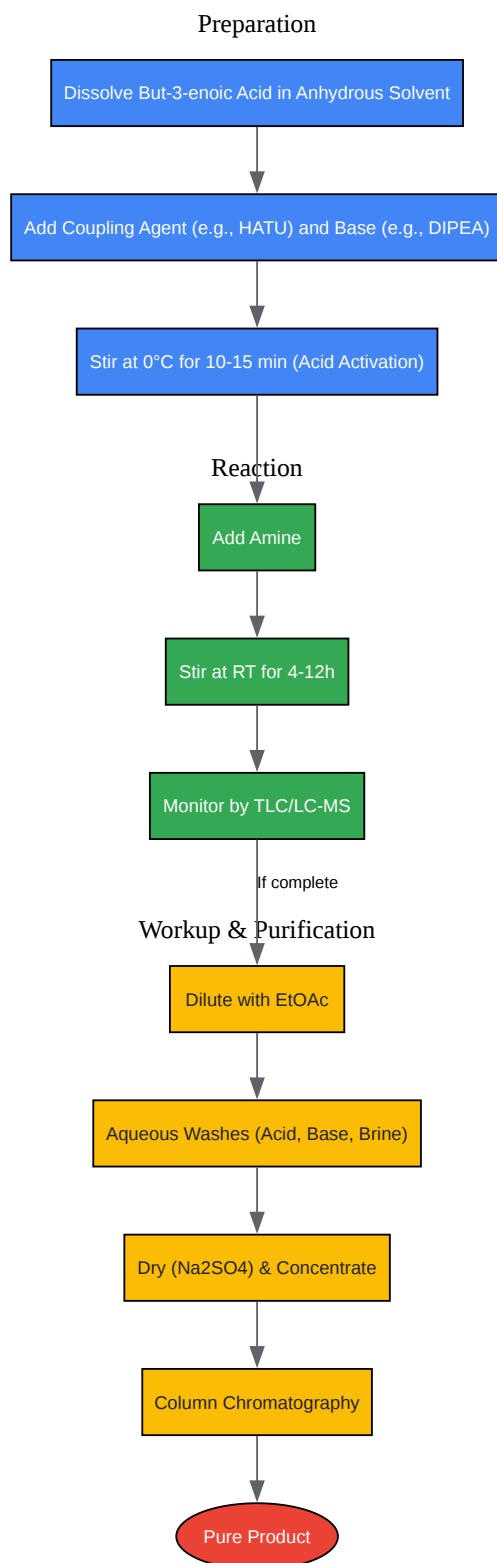 Preparation
Dissolve But-3-enoic Acid in Anhydrous Solvent
Add Coupling Agent (e.g., HATU) and Base (e.g., DIPEA)
Stir at 0°C for 10-15 min (Acid Activation)
Reaction
Add Amine
Stir at RT for 4-12h
Monitor by TLC/LC-MS
If complete
Workup & Purification
Dilute with EtOAc
Aqueous Washes (Acid, Base, Brine)
Dry (Na2SO4) & Concentrate
Column Chromatography
Pure Product